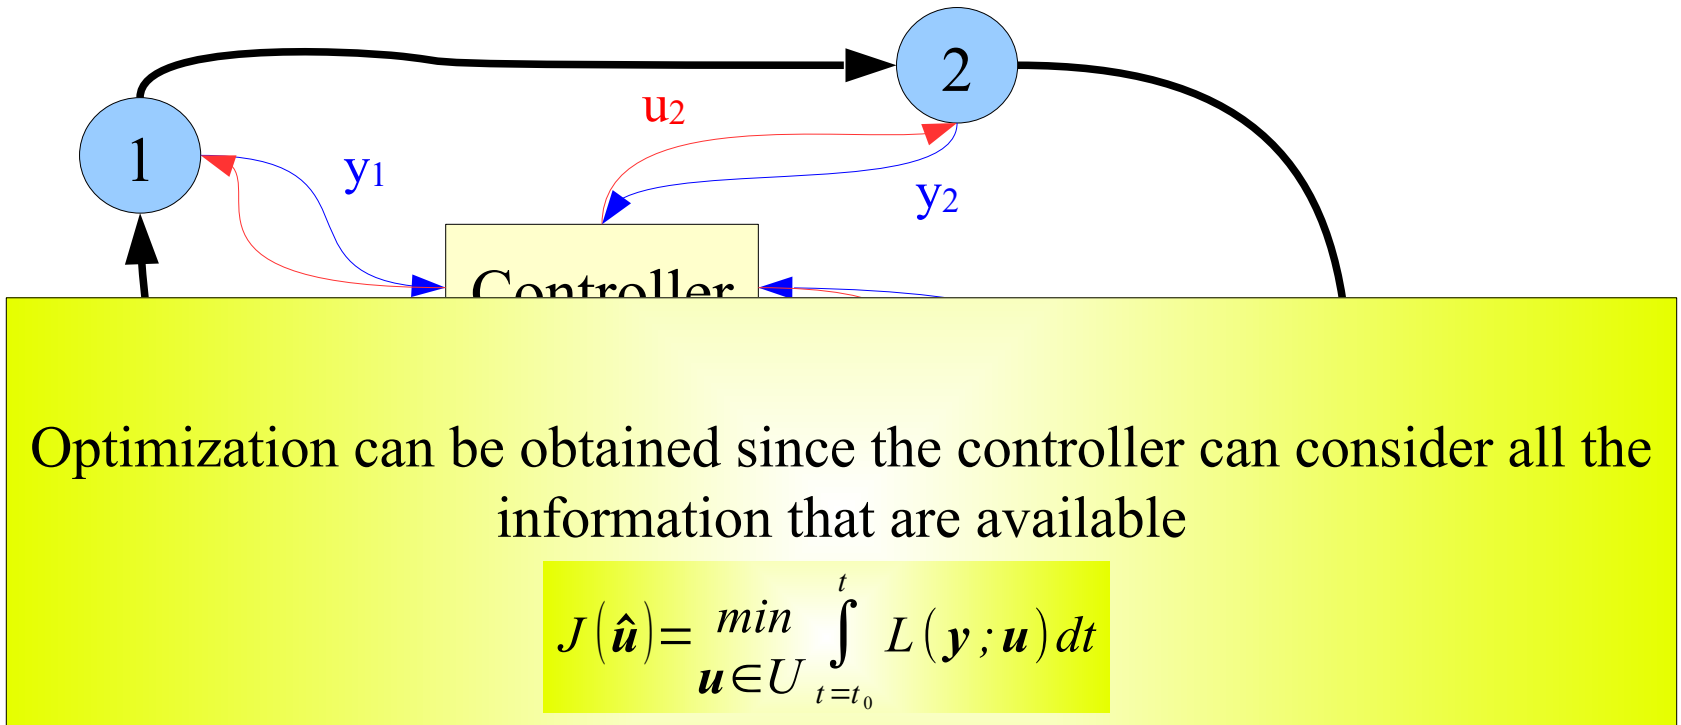 2
u2
1
y1
y2
Controller
Optimization can be obtained since the controller can consider all the
information that are available
J(û)= min u∈U ∫ t=t0 t L(y;u)dt